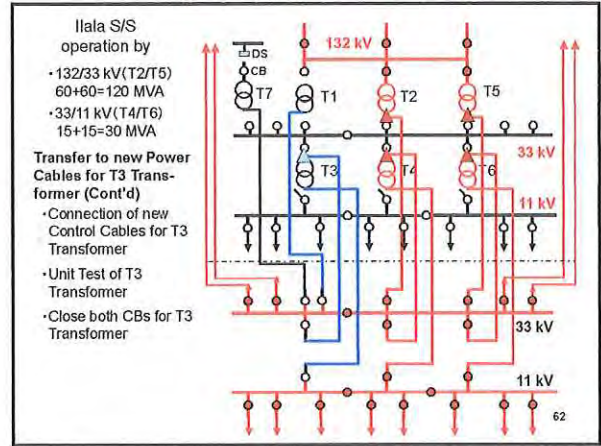 Ilala S/S
operation by
・132/33 kV(T2/T5)
60+60=120 MVA
・33/11 kV(T4/T6)
15+15=30 MVA
Transfer to new Power
Cables for T3 Trans-
former (Cont'd)
・Connection of new
Control Cables for T3
Transformer
・Unit Test of T3
Transformer
・Close both CBs for T3
Transformer
132 kV
DS
CB
T7
T1
T2
T5
33 kV
T3
T4
T6
11 kV
33 kV
11 kV
62